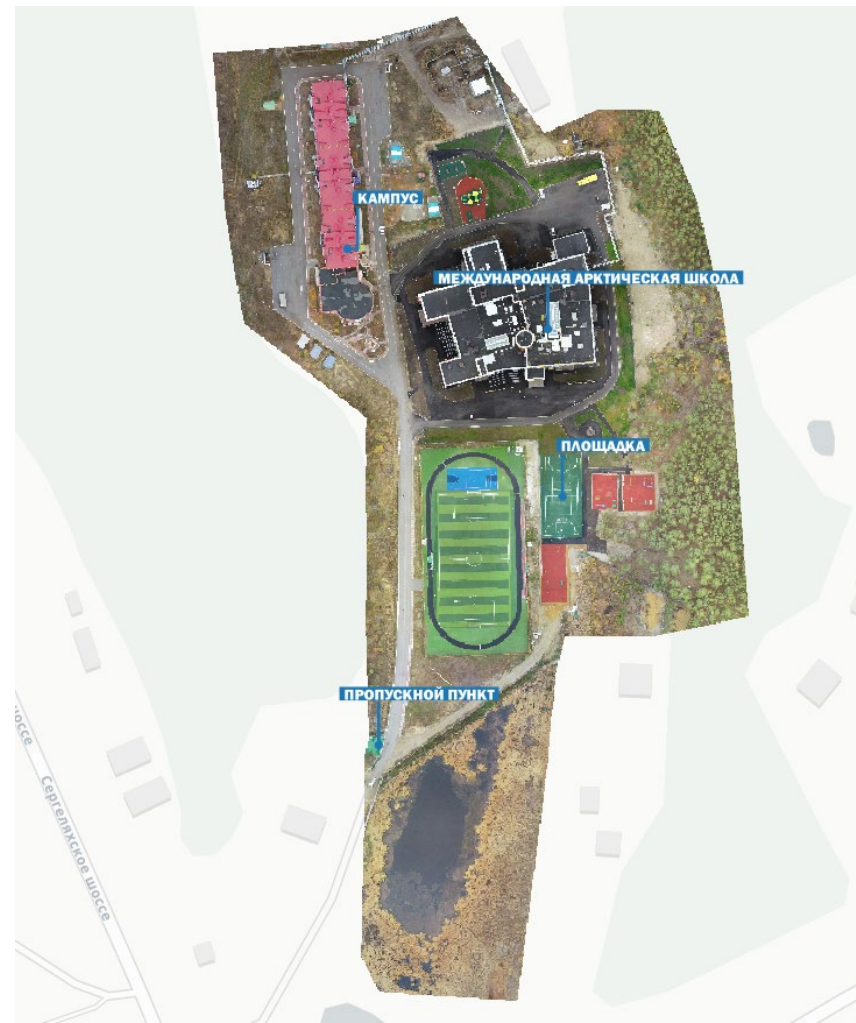 КАМПУС
МЕЖДУНАРОДНАЯ АРКТИЧЕСКАЯ ШКОЛА
ПЛОЩАДКА
ПРОПУСКНОЙ ПУНКТ
шоссе
Сергеляхское шоссе